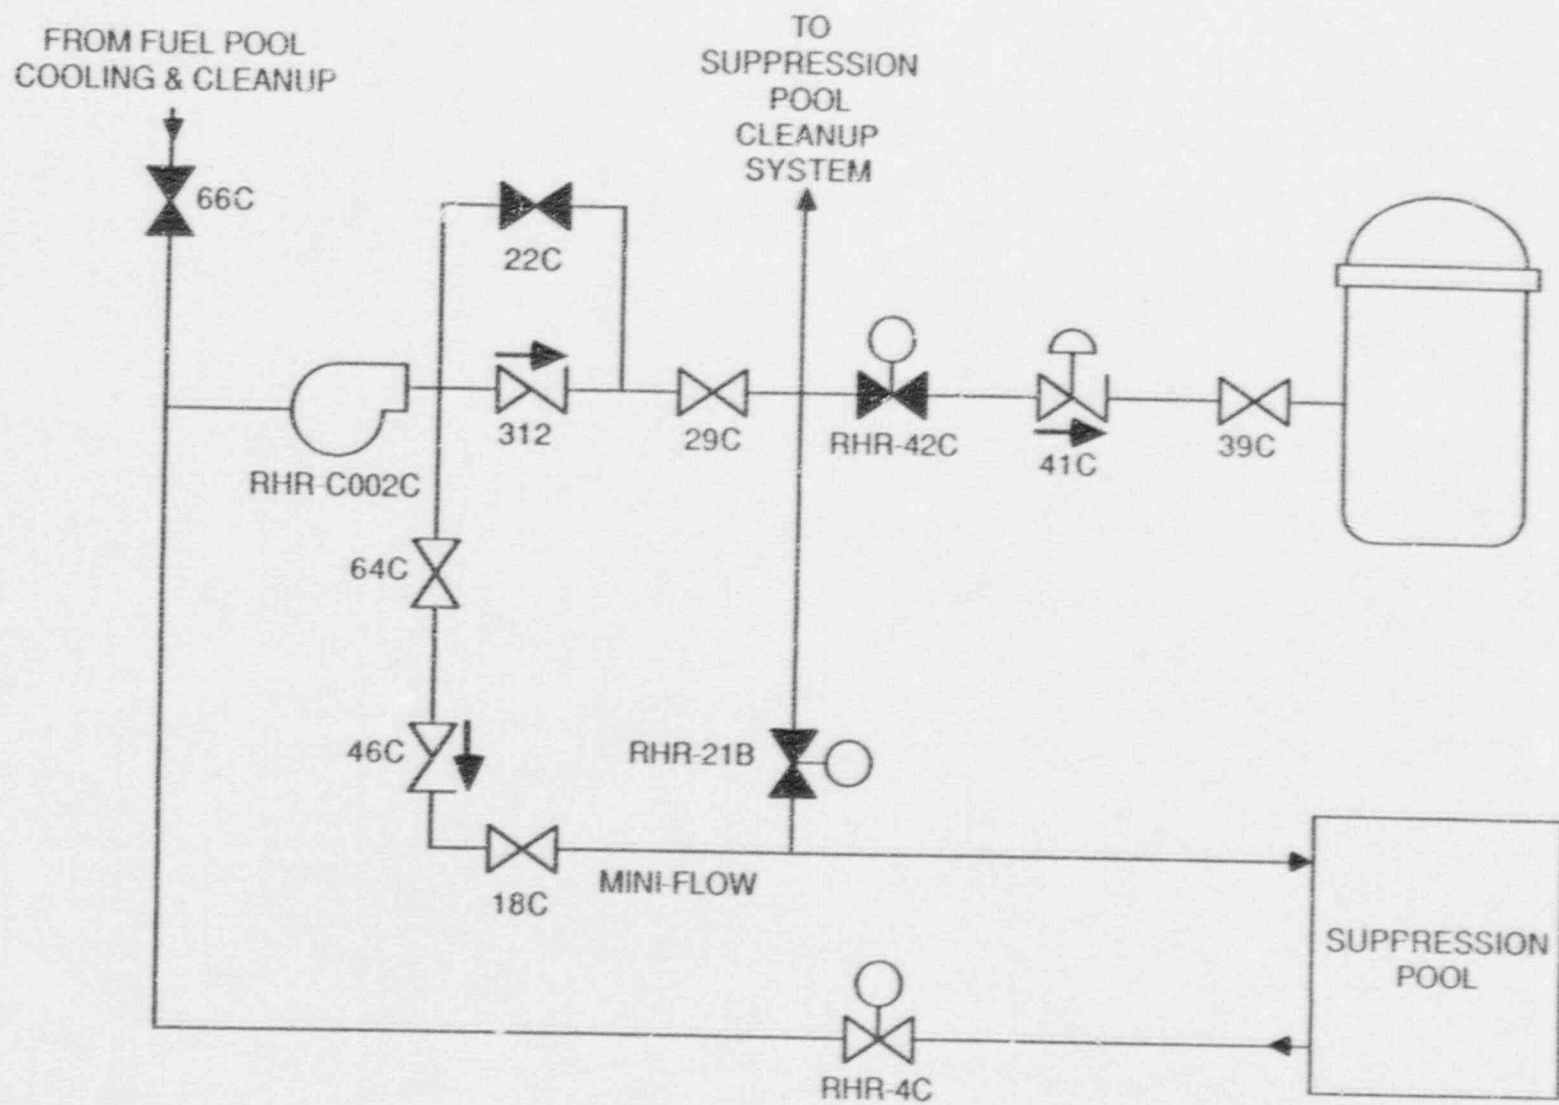 FROM FUEL POOL
COOLING & CLEANUP
TO
SUPPRESSION
POOL
CLEANUP
SYSTEM
66C
22C
312
29C
RHR-42C
41C
39C
RHR-C002C
64C
46C
RHR-21B
18C
MINI-FLOW
SUPPRESSION
POOL
RHR-4C